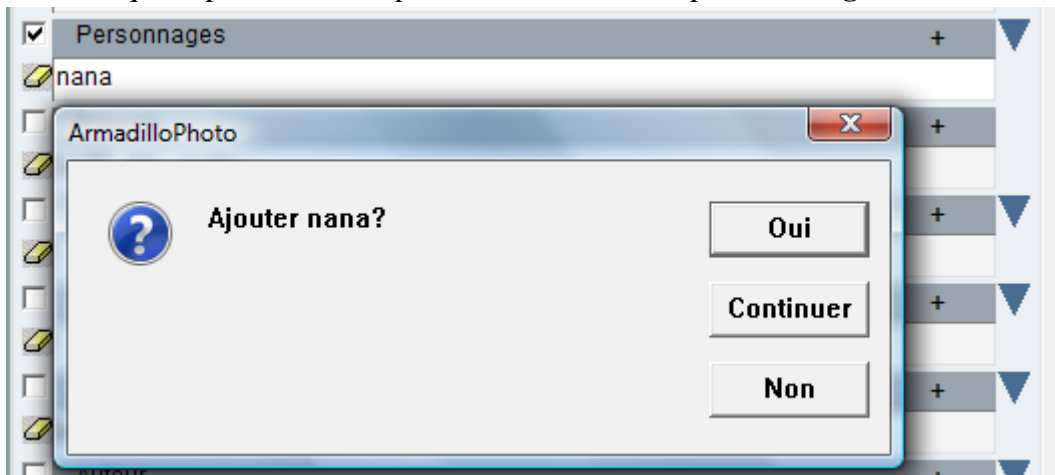 Personnages +
nana
ArmadilloPhoto
+
Ajouter nana?
Oui
+
Continuer
+
Non
+
+